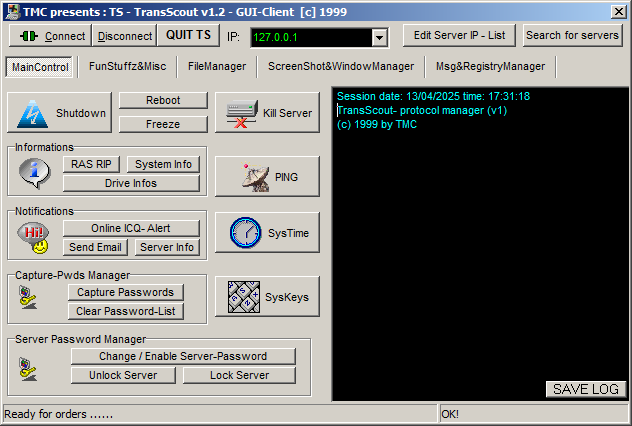 TMC presents : TS - TransScout v1.2 - GUI-Client [c] 1999
Connect Disconnect QUIT TS IP: 127.0.0.1 Edit Server IP - List Search for servers
MainControl FunStuffz&Misc FileManager ScreenShot&WindowManager Msg&RegistryManager
Shutdown
Reboot
Freeze
Kill Server
Informations
RAS RIP System Info
Drive Infos
PING
Notifications
Hi!
Online ICQ- Alert
Send Email Server Info
SysTime
Capture-Pwds Manager
Capture Passwords
Clear Password-List
SysKeys
Server Password Manager
Change / Enable Server-Password
Unlock Server Lock Server
Session date: 13/04/2025 time: 17:31:18
TransScout- protocol manager (v1)
(c) 1999 by TMC
SAVE LOG
Ready for orders ...... OK!